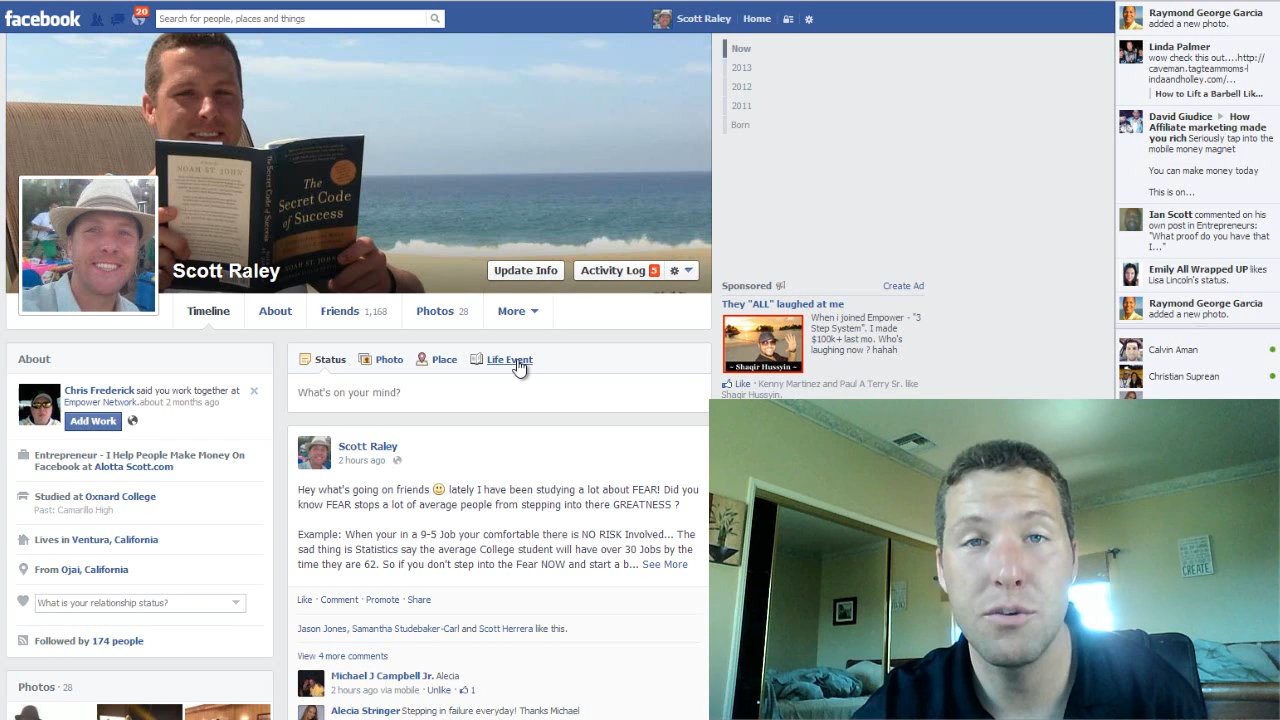 facebook
20
Search for people, places and things
Scott Raley
Home
NOAH ST. JOHN
The Secret Code of Success
The
Secret Code
of Success
NOAH ST. JOHN
Scott Raley
Update Info
Activity Log 5
Timeline
About
Friends 1,168
Photos 28
More
Now
2013
2012
2011
Born
Sponsored
Create Ad
They "ALL" laughed at me
When i joined Empower - "3
Step System". I made
$100k+ last mo. Who's
laughing now ? hahah
~ Shaqir Hussyin~
Like · Kenny Martinez and Paul A Terry Sr. like
Shaqir Hussyin.
Raymond George Garcia
added a new photo.
Linda Palmer
wow check this out....http://
caveman.tagteammoms-l
indaandholley.com/...
How to Lift a Barbell Lik...
David Giudice How
Affiliate marketing made
you rich Seriously tap into the
mobile money magnet
You can make money today
This is on...
Ian Scott commented on his
own post in Entrepreneurs:
"What proof do you have that
I..."
Emily All Wrapped UP likes
Lisa Lincoln's status.
Raymond George Garcia
added a new photo.
Calvin Aman
Christian Suprean
About
Chris Frederick said you work together at
Empower Network. about 2 months ago
Add Work
Entrepreneur - I Help People Make Money On
Facebook at Alotta Scott.com
Studied at Oxnard College
Past: Camarillo High
Lives in Ventura, California
From Ojai, California
What is your relationship status?
Followed by 174 people
Photos · 28
Status
Photo
Place
Life Event
What's on your mind?
Scott Raley
2 hours ago
Hey what's going on friends 🙂 lately I have been studying a lot about FEAR! Did you
know FEAR stops a lot of average people from stepping into there GREATNESS ?
Example: When your in a 9-5 Job your comfortable there is NO RISK Involved... The
sad thing is Statistics say the average College student will have over 30 Jobs by the
time they are 62. So if you don't step into the Fear NOW and start a b... See More
Like · Comment · Promote · Share
Jason Jones, Samantha Studebaker-Carl and Scott Herrera like this.
View 4 more comments
Michael J Campbell Jr. Alecia
2 hours ago via mobile · Unlike · 1
Alecia Stringer Stepping in failure everyday! Thanks Michael
CREATE